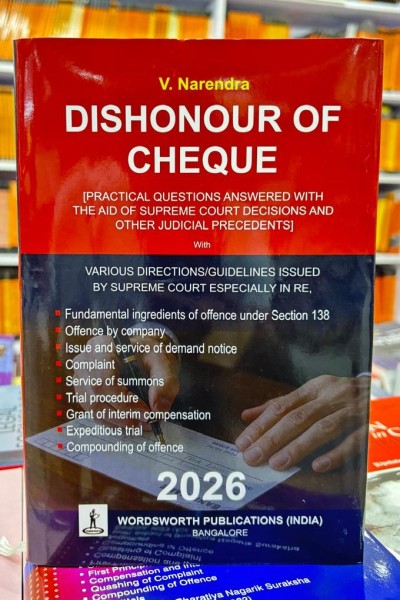 V. Narendra
DISHONOUR OF
CHEQUE
[PRACTICAL QUESTIONS ANSWERED WITH
THE AID OF SUPREME COURT DECISIONS AND
OTHER JUDICIAL PRECEDENTS]
With
VARIOUS DIRECTIONS/GUIDELINES ISSUED
BY SUPREME COURT ESPECIALLY IN RE,
Fundamental ingredients of offence under Section 138
Offence by company
Issue and service of demand notice
Complaint
Service of summons
Trial procedure
Grant of interim compensation
Expeditious trial
Compounding of offence
2026
WORDSWORTH PUBLICATIONS (INDIA)
BANGALORE
First
Compensation and
Quashing of Complaint
Compounding of Offence
Nagarik Suraksha